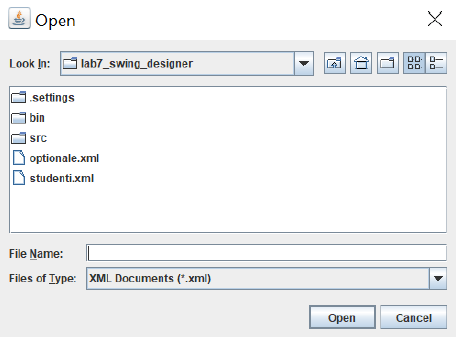 Open
Look In: lab7_swing_designer
.settings
bin
src
optionale.xml
studenti.xml
File Name:
Files of Type: XML Documents (*.xml)
Open Cancel